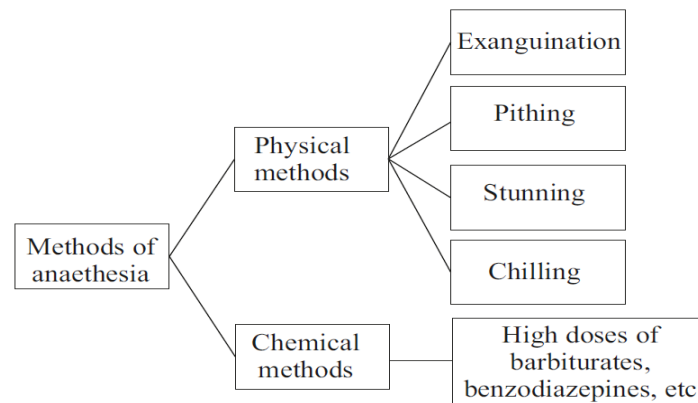 Exanguination
Pithing
Physical
methods
Stunning
Methods of
anaethesia
Chilling
Chemical
methods
High doses of
barbiturates,
benzodiazepines, etc